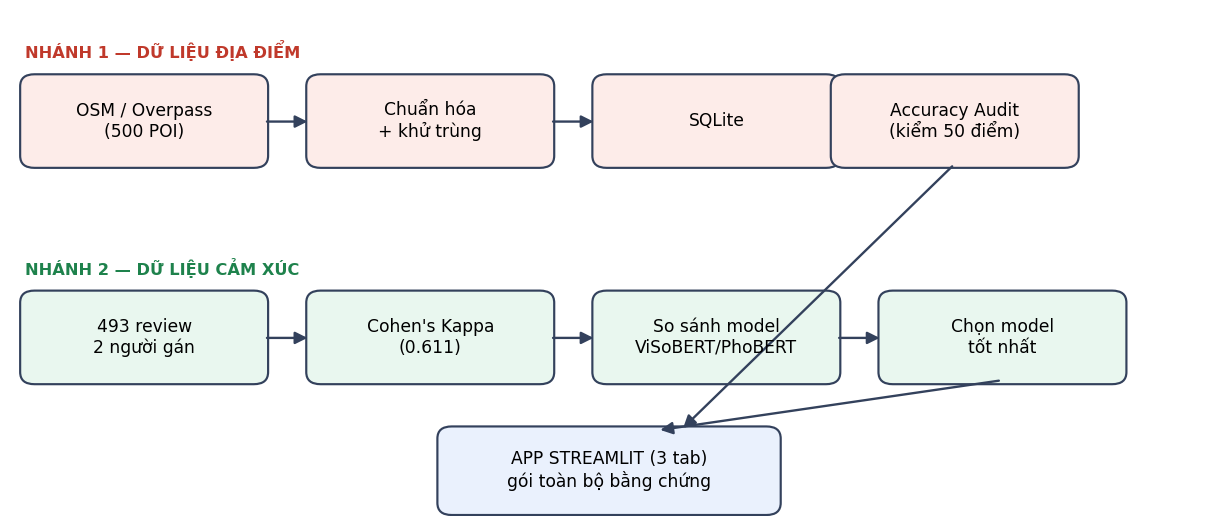 NHÁNH 1 — DỮ LIỆU ĐỊA ĐIỂM
OSM / Overpass
(500 POI)
Chuẩn hóa
+ khử trùng
SQLite
Accuracy Audit
(kiểm 50 điểm)
NHÁNH 2 — DỮ LIỆU CẢM XÚC
493 review
2 người gán
Cohen's Kappa
(0.611)
So sánh model
ViSoBERT/PhoBERT
Chọn model
tốt nhất
APP STREAMLIT (3 tab)
gói toàn bộ bằng chứng